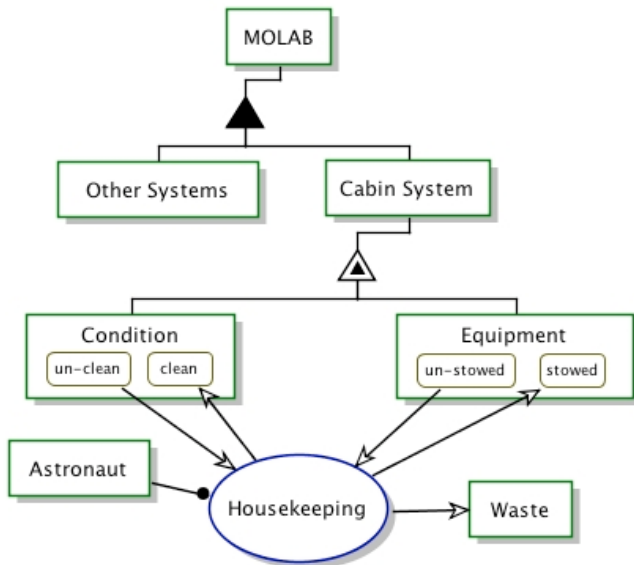 MOLAB
Other Systems
Cabin System
Condition
un-clean
clean
Equipment
un-stowed
stowed
Astronaut
Housekeeping
Waste